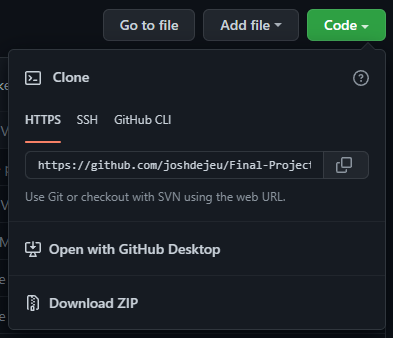 Go to file Add file Code
Clone
HTTPS SSH GitHub CLI
https://github.com/joshdejeu/Final-Project
Use Git or checkout with SVN using the web URL.
Open with GitHub Desktop
Download ZIP